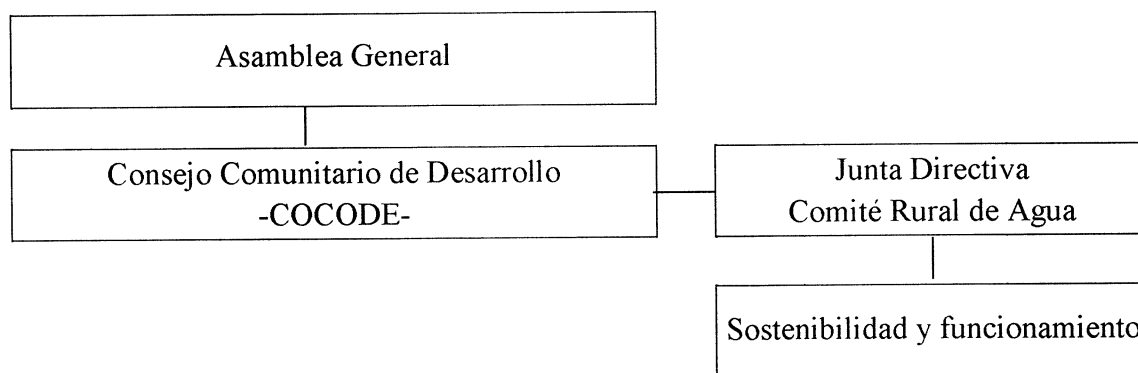 Asamblea General
Consejo Comunitario de Desarrollo
-COCODE-
Junta Directiva
Comité Rural de Agua
Sostenibilidad y funcionamiento